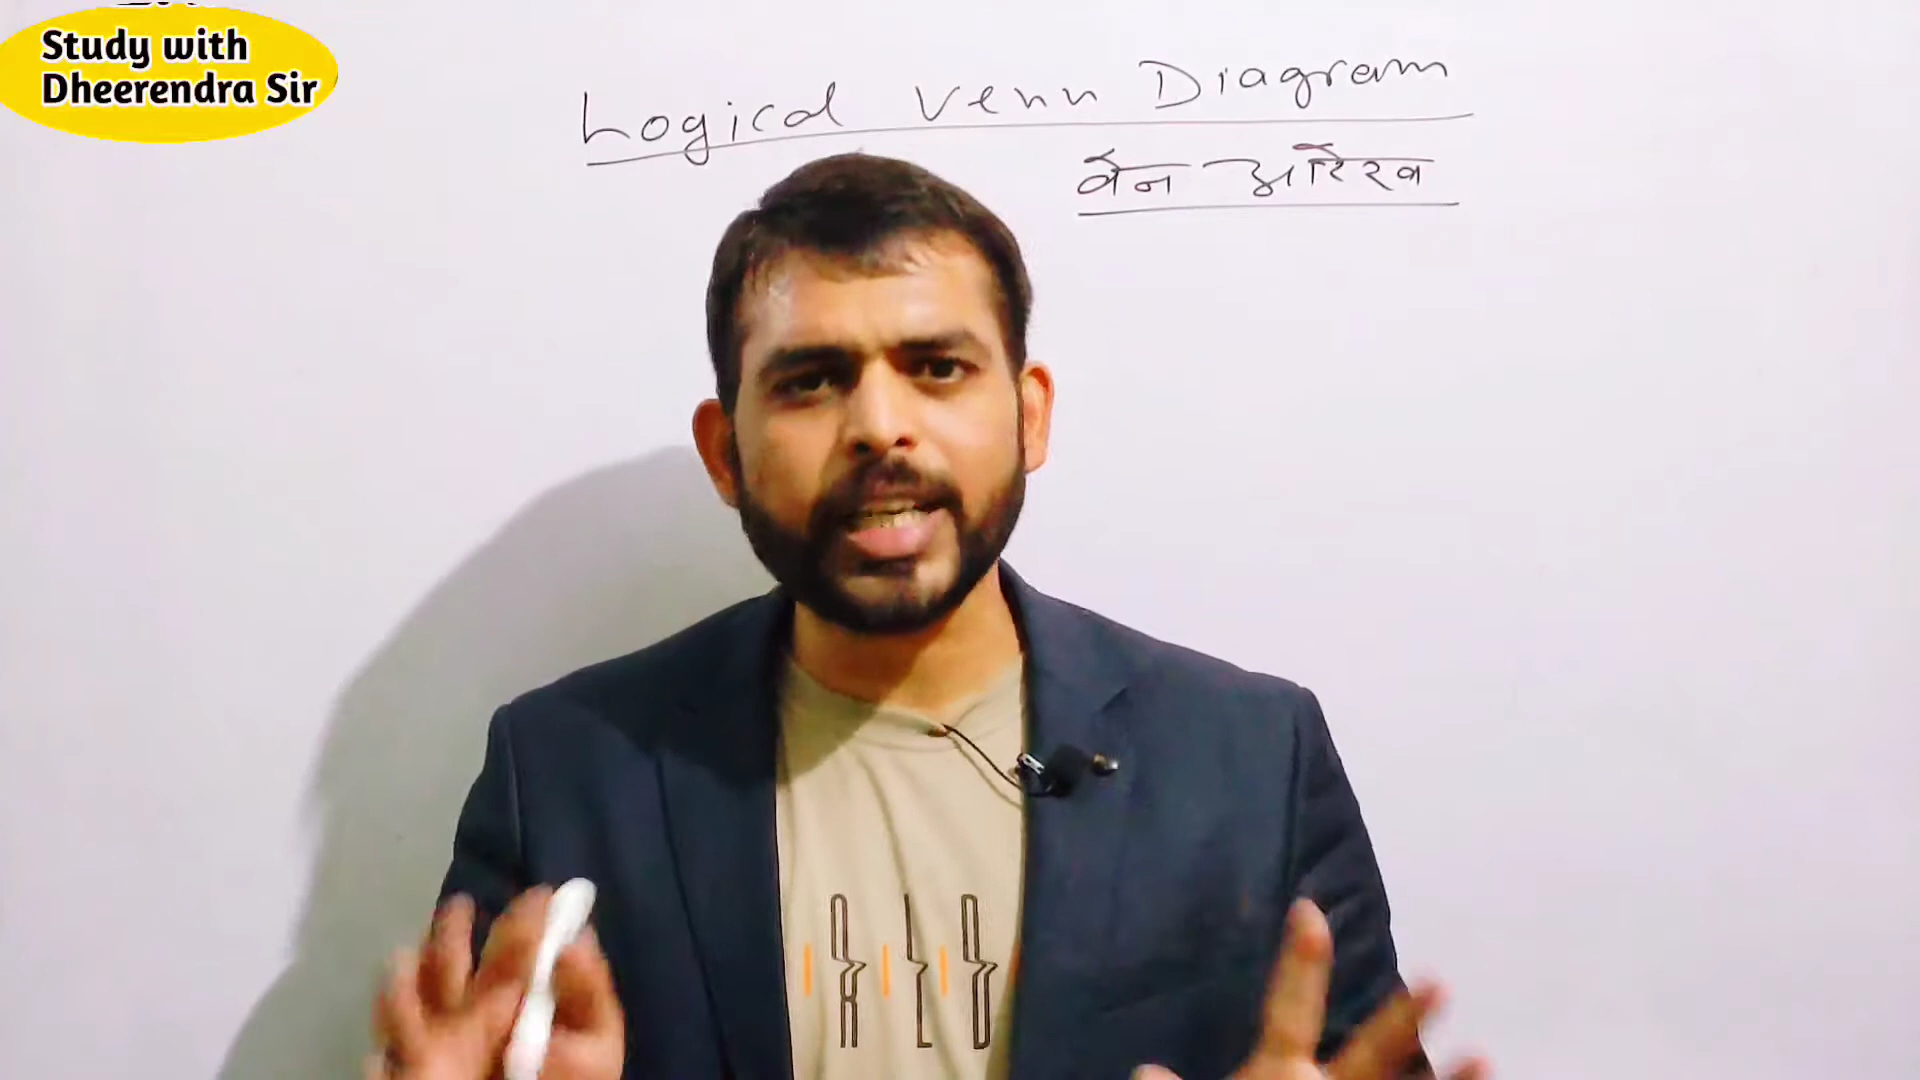 Study with
Dheerendra Sir
Logical Venn Diagram
वेन आरेख